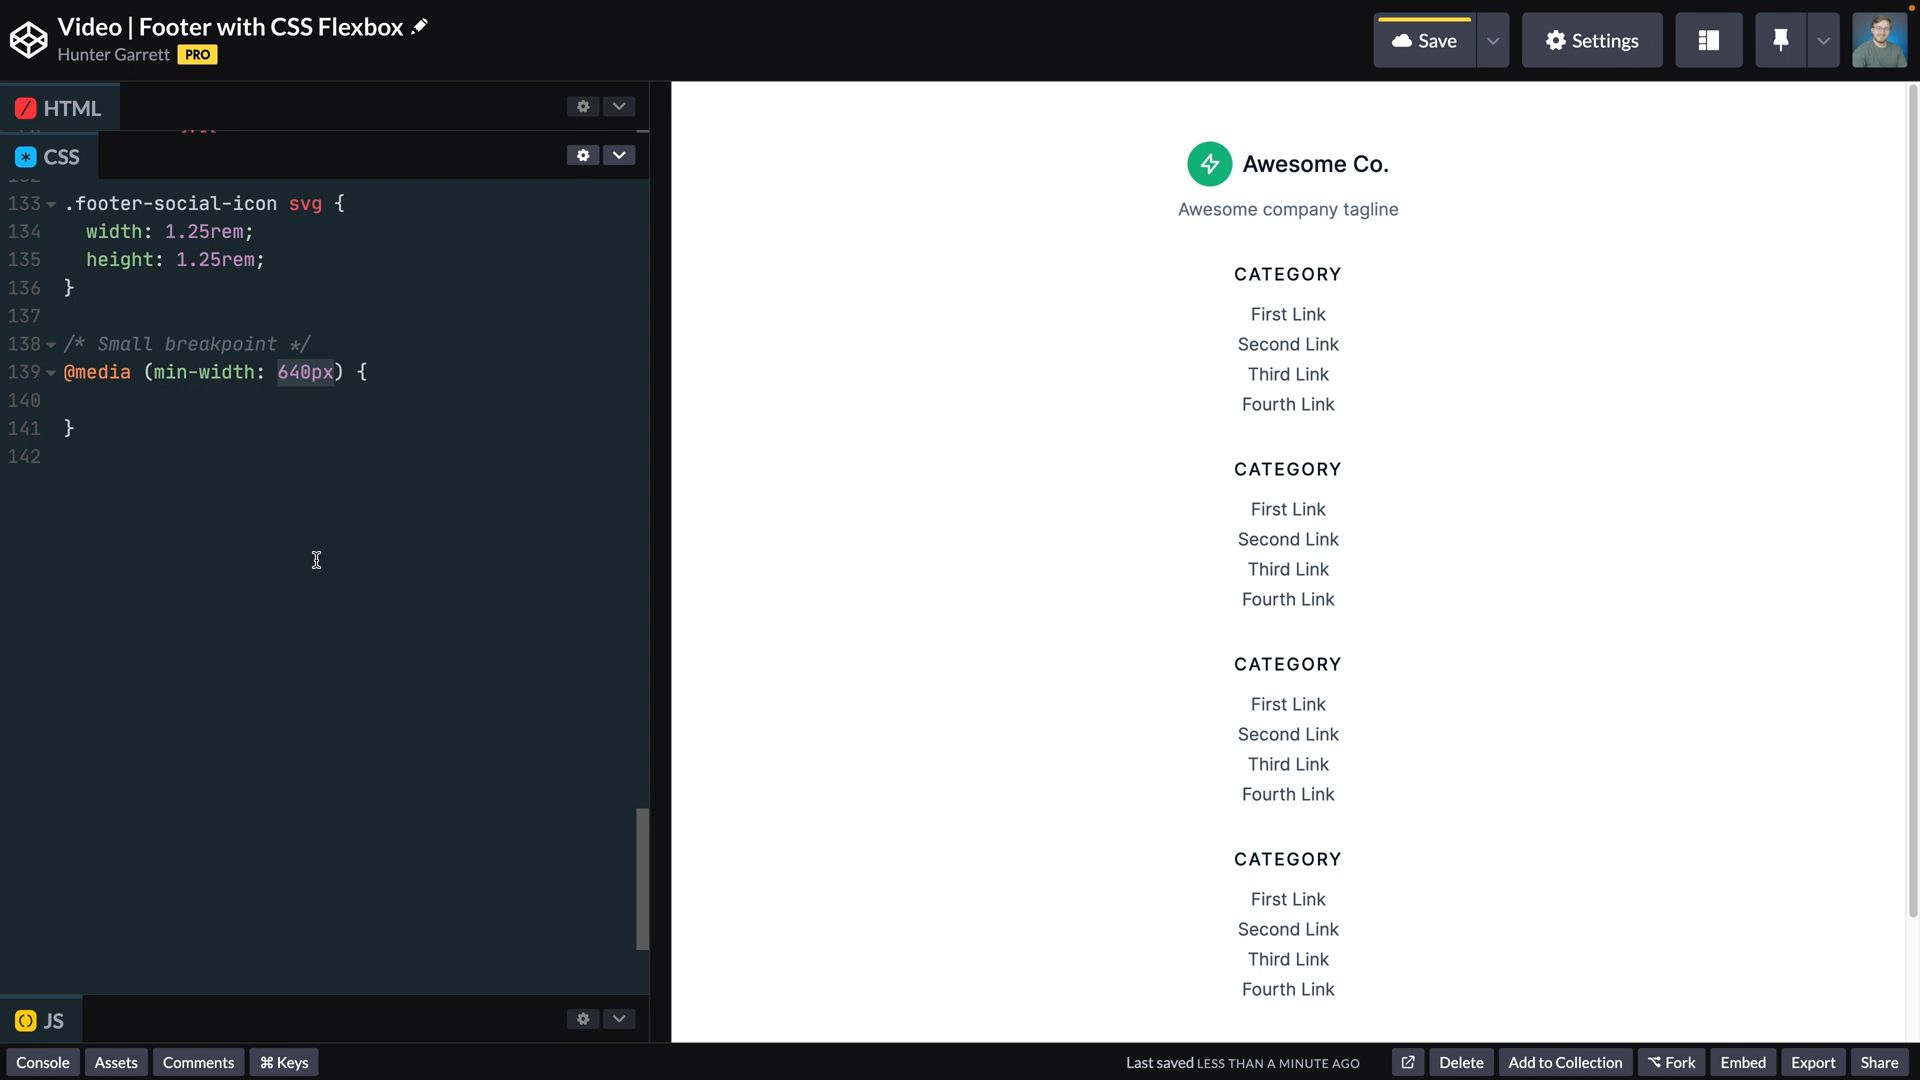 Video | Footer with CSS Flexbox
Hunter Garrett PRO
Save
Settings
HTML
CSS
133 .footer-social-icon svg {
134 width: 1.25rem;
135 height: 1.25rem;
136 }
137
138 /* Small breakpoint */
139 @media (min-width: 640px) {
140
141 }
142
JS
Awesome Co.
Awesome company tagline
CATEGORY
First Link
Second Link
Third Link
Fourth Link
CATEGORY
First Link
Second Link
Third Link
Fourth Link
CATEGORY
First Link
Second Link
Third Link
Fourth Link
CATEGORY
First Link
Second Link
Third Link
Fourth Link
Console Assets Comments ⌘ Keys Last saved LESS THAN A MINUTE AGO Delete Add to Collection ⌥ Fork Embed Export Share